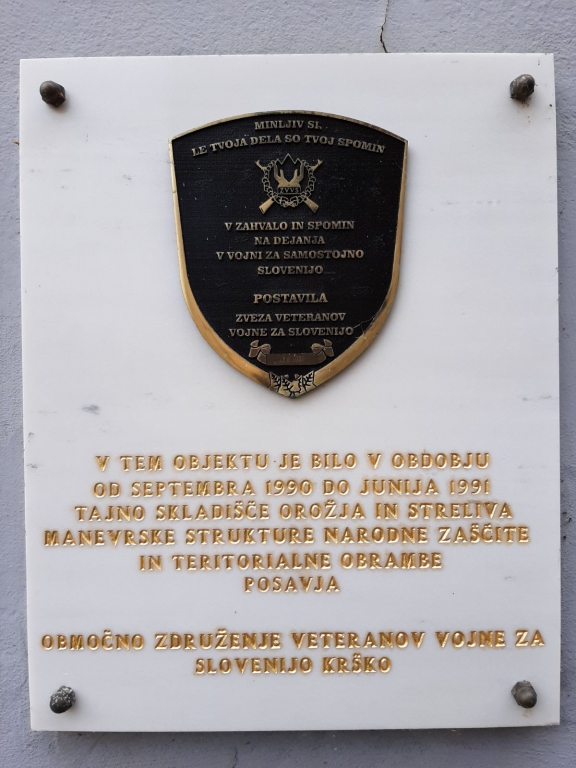 MINLJIV SI,
LE TVOJA DELA SO TVOJ SPOMIN
ZVVS
V ZAHVALO IN SPOMIN
NA DEJANJA
V VOJNI ZA SAMOSTOJNO
SLOVENIJO
POSTAVILA
ZVEZA VETERANOV
VOJNE ZA SLOVENIJO
V TEM OBJEKTU JE BILO V OBDOBJU
OD SEPTEMBRA 1990 DO JUNIJA 1991
TAJNO SKLADIŠČE OROŽJA IN STRELIVA
MANEVRSKE STRUKTURE NARODNE ZAŠČITE
IN TERITORIALNE OBRAMBE
POSAVJA
OBMOČNO ZDRUŽENJE VETERANOV VOJNE ZA
SLOVENIJO KRŠKO